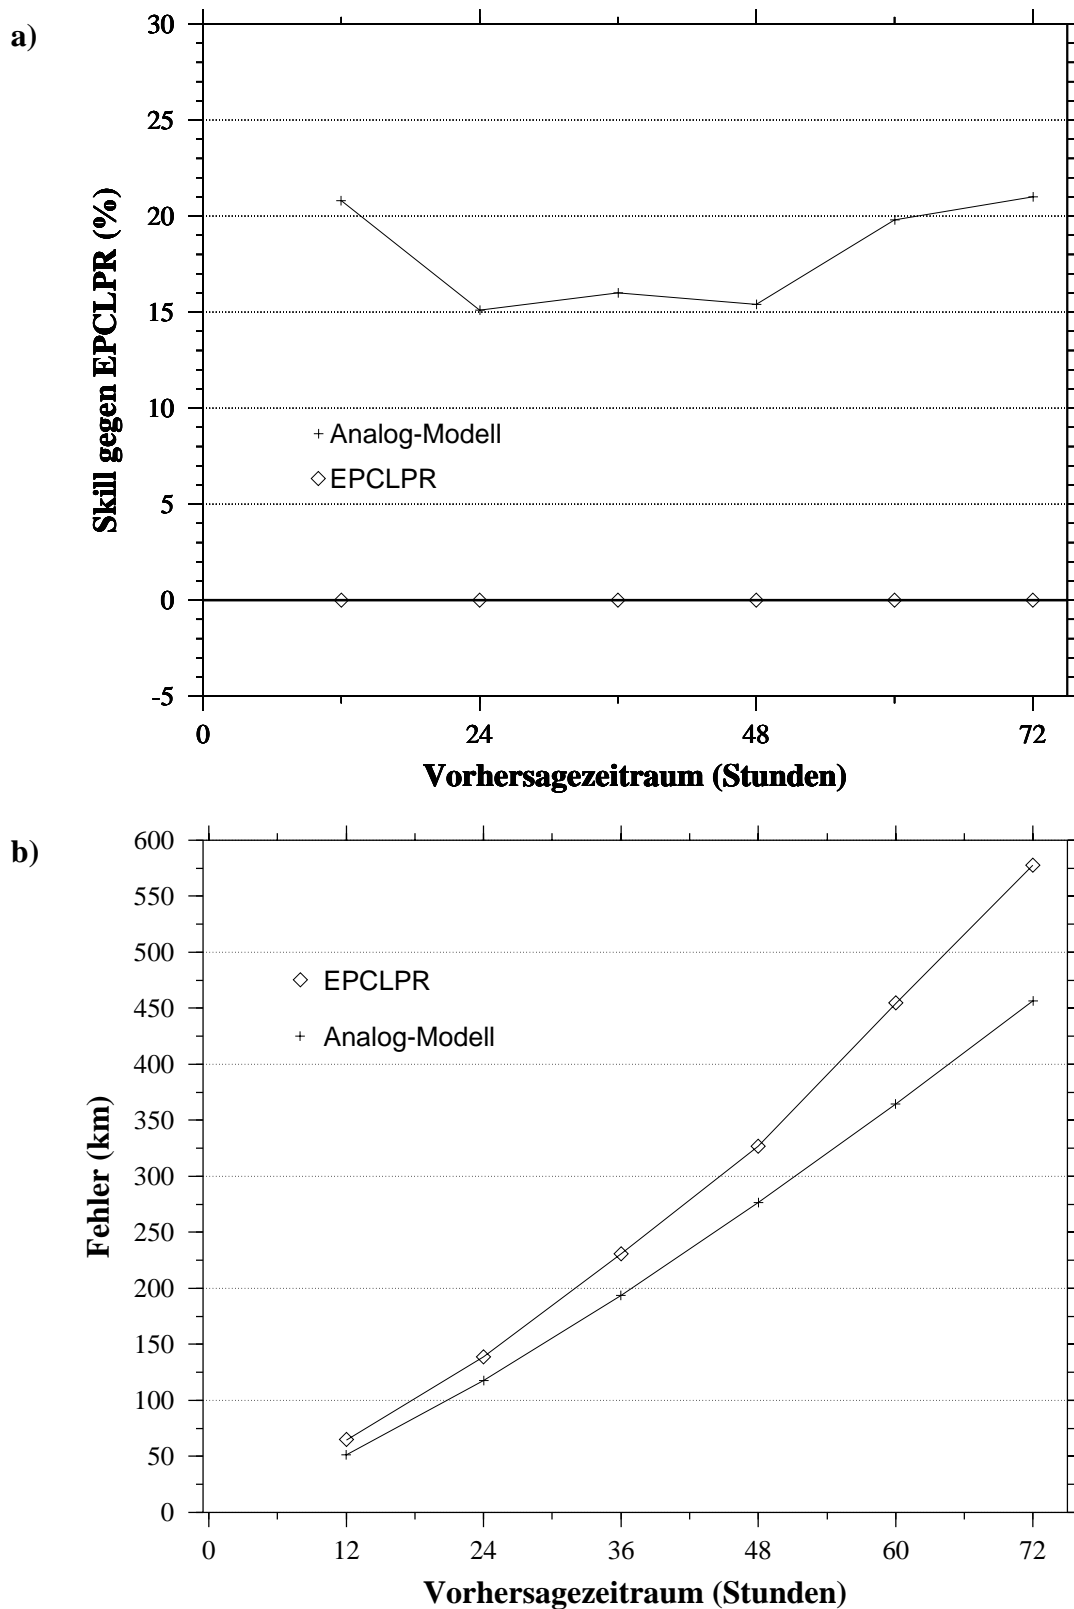 a)
30
25
20
15
10
5
0
-5
Skill gegen EPCLPR (%)
Analog-Modell
EPCLPR
0 24 48 72
Vorhersagezeitraum (Stunden)
b)
600
550
500
450
400
350
300
250
200
150
100
50
0
Fehler (km)
EPCLPR
Analog-Modell
0 12 24 36 48 60 72
Vorhersagezeitraum (Stunden)